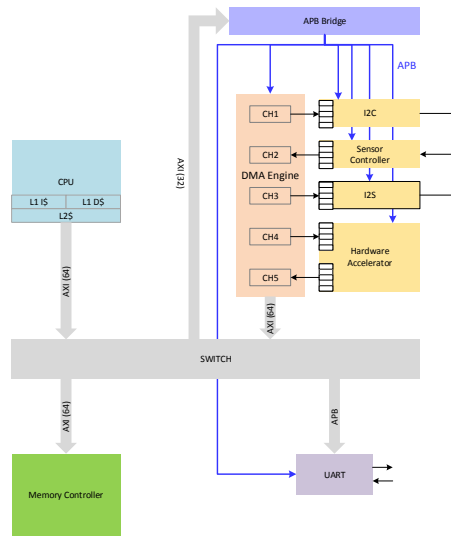 APB Bridge
APB
AXI (32)
CH1
I2C
CPU
CH2
Sensor
Controller
DMA Engine
L1 I$
L1 D$
L2$
CH3
I2S
CH4
Hardware
Accelerator
CH5
AXI (64)
AXI (64)
SWITCH
AXI (64)
APB
Memory Controller
UART